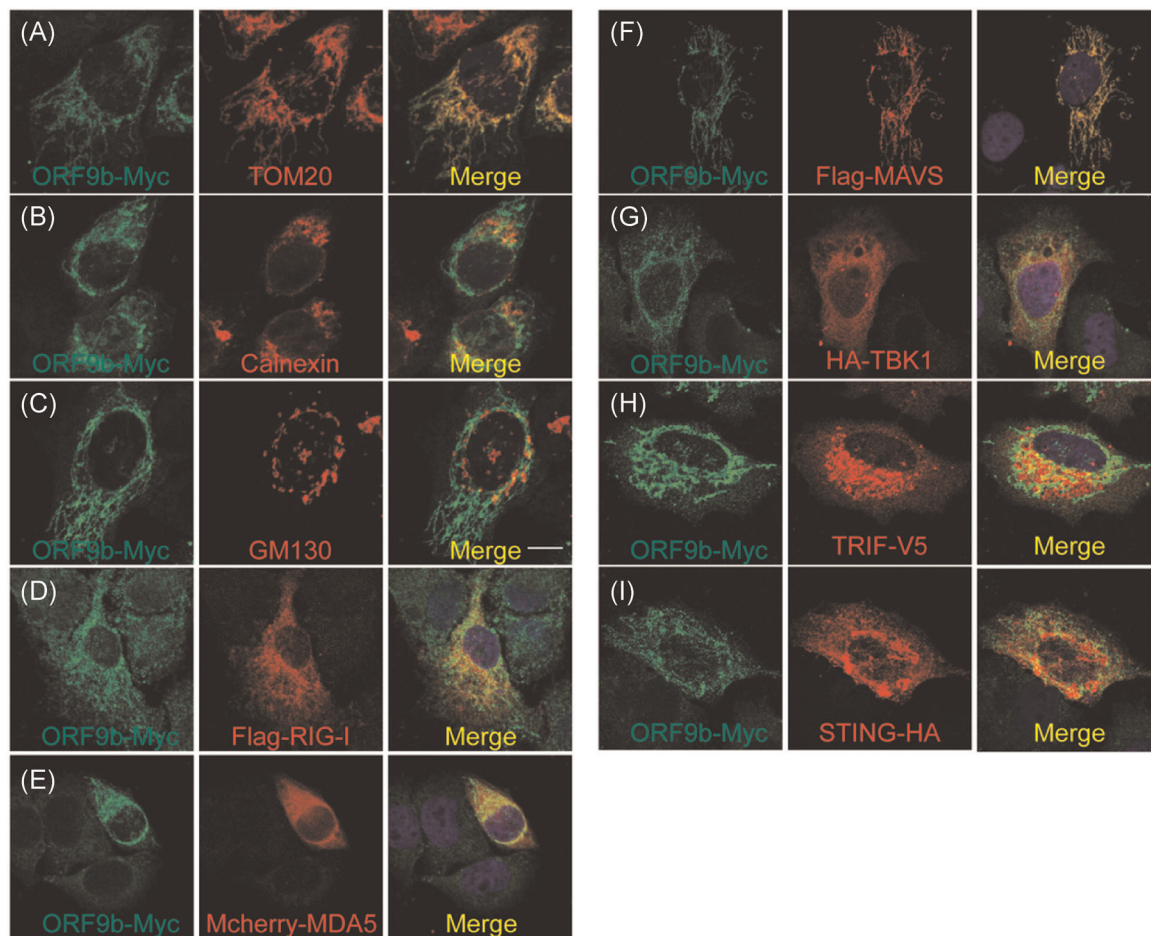 (A)
ORF9b-Myc TOM20 Merge
(B)
ORF9b-Myc Calnexin Merge
(C)
ORF9b-Myc GM130 Merge
(D)
ORF9b-Myc Flag-RIG-I Merge
(E)
ORF9b-Myc Mcherry-MDA5 Merge
(F)
ORF9b-Myc Flag-MAVS Merge
(G)
ORF9b-Myc HA-TBK1 Merge
(H)
ORF9b-Myc TRIF-V5 Merge
(I)
ORF9b-Myc STING-HA Merge